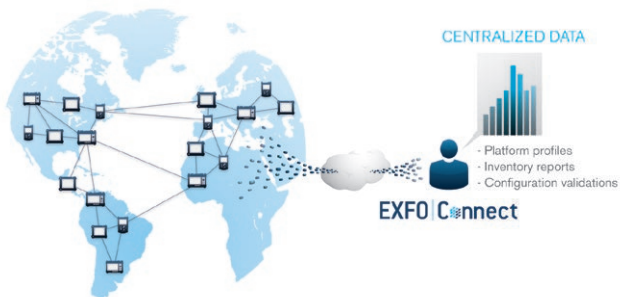 CENTRALIZED DATA
- Platform profiles
- Inventory reports
- Configuration validations
EXFO|Connect